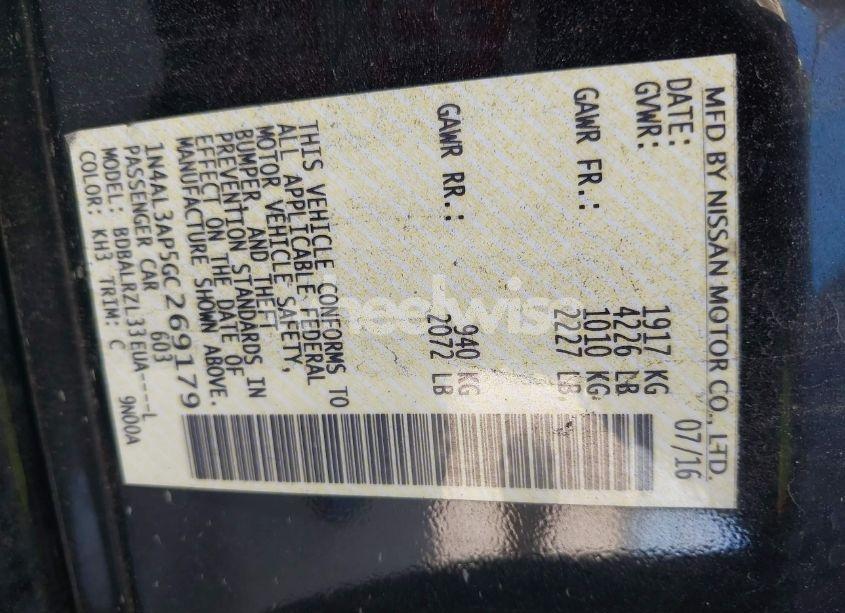 MFD BY NISSAN MOTOR CO., LTD.
DATE: 07/16
GVWR: 1917 KG
4226 LB
GAWR FR.: 1010 KG
2227 LB
GAWR RR.: 940 KG
2072 LB
THIS VEHICLE CONFORMS TO
ALL APPLICABLE FEDERAL
MOTOR VEHICLE SAFETY,
BUMPER, AND THEFT
PREVENTION STANDARDS IN
EFFECT ON THE DATE OF
MANUFACTURE SHOWN ABOVE.
1N4AL3AP5GC269179
PASSENGER CAR 603
MODEL: BDBALRZL33EUA----L
COLOR: KH3 TRIM: C 9N00A